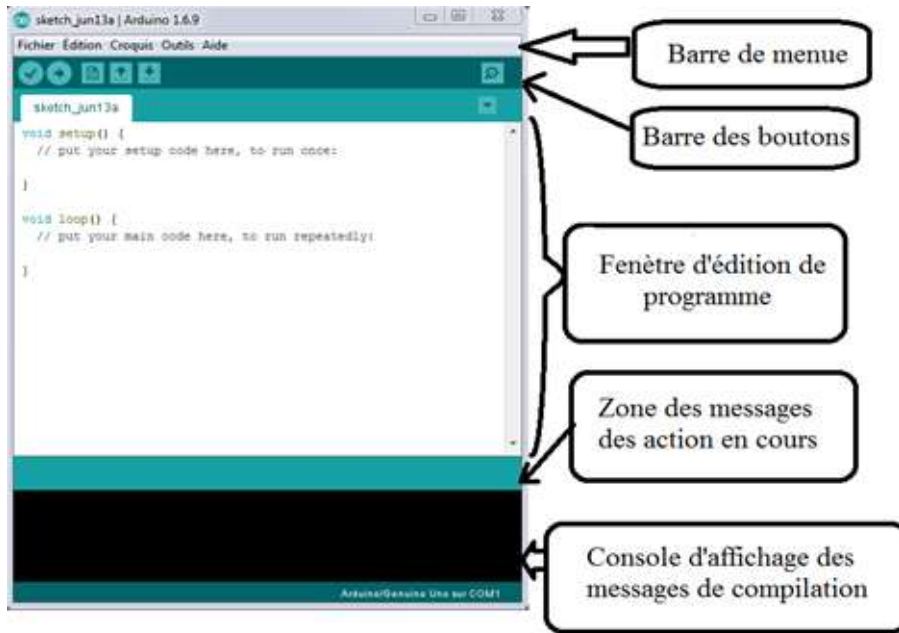 sketch_jun13a | Arduino 1.6.9
Fichier Édition Croquis Outils Aide
sketch_jun13a
void setup() {
// put your setup code here, to run once:
}
void loop() {
// put your main code here, to run repeatedly:
}
Arduino/Genuino Uno sur COM1
Barre de menue
Barre des boutons
Fenètre d'édition de
programme
Zone des messages
des action en cours
Console d'affichage des
messages de compilation